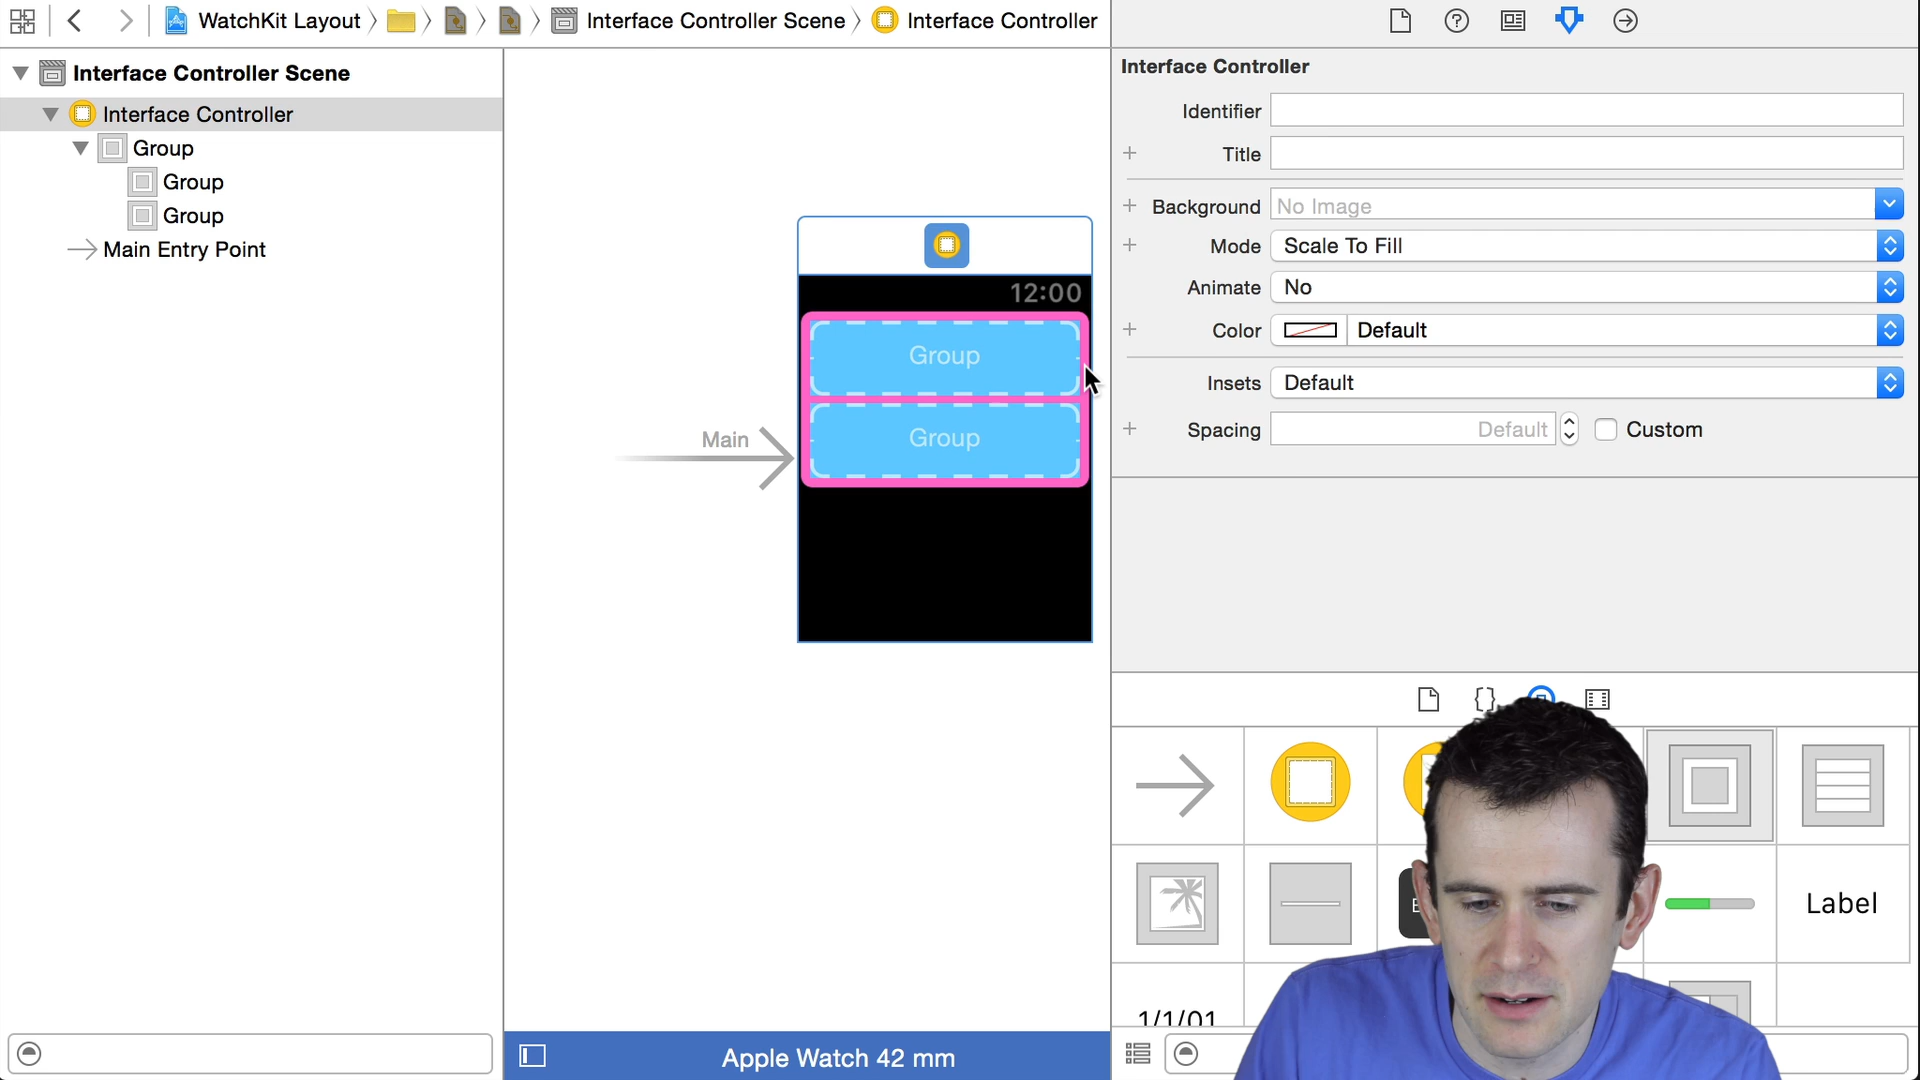 WatchKit Layout
Interface Controller Scene
Interface Controller
Interface Controller Scene
Interface Controller
Group
Group
Group
Main Entry Point
Main
12:00
Group
Group
Apple Watch 42 mm
Interface Controller
Identifier
+ Title
+ Background No Image
+ Mode Scale To Fill
Animate No
+ Color Default
Insets Default
+ Spacing Default Custom
{}
Label
1/1/01